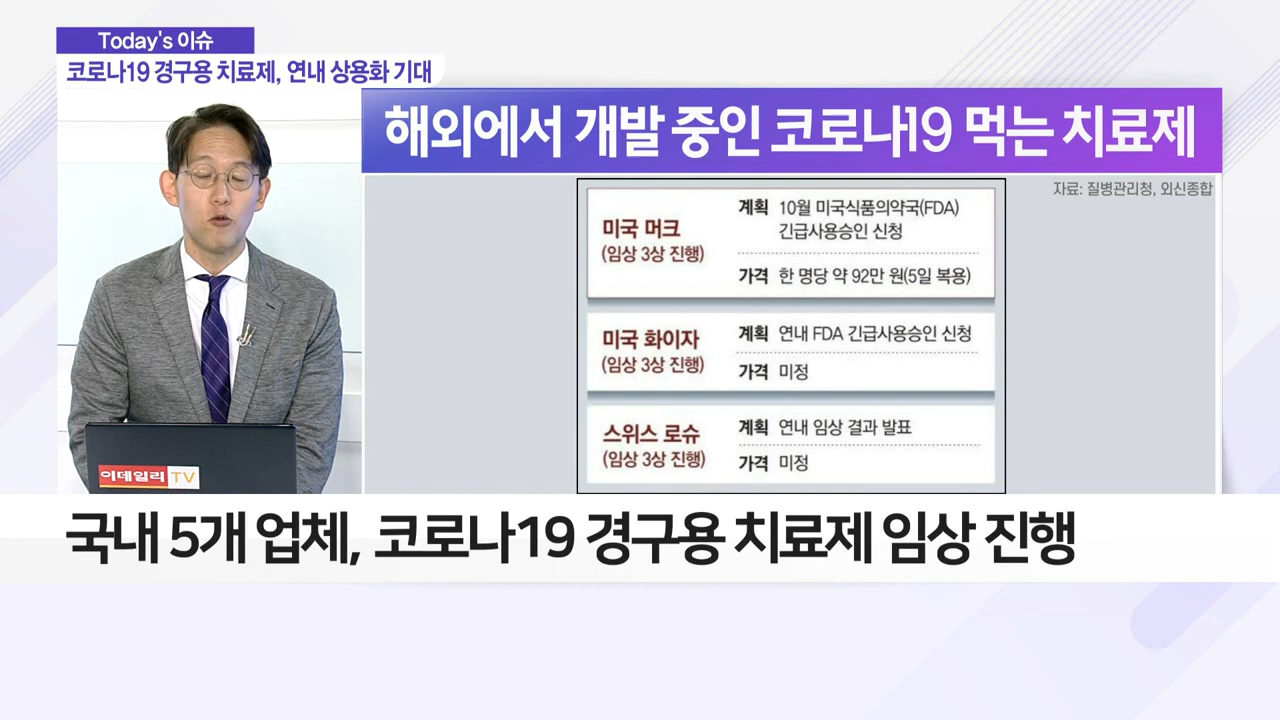 Today's 이슈
코로나19 경구용 치료제, 연내 상용화 기대
해외에서 개발 중인 코로나19 먹는 치료제
자료: 질병관리청, 외신종합
미국 머크
(임상 3상 진행)
계획 10월 미국식품의약국(FDA)
긴급사용승인 신청
가격 한 명당 약 92만 원(5일 복용)
미국 화이자
(임상 3상 진행)
계획 연내 FDA 긴급사용승인 신청
가격 미정
스위스 로슈
(임상 3상 진행)
계획 연내 임상 결과 발표
가격 미정
이데일리 TV
국내 5개 업체, 코로나19 경구용 치료제 임상 진행